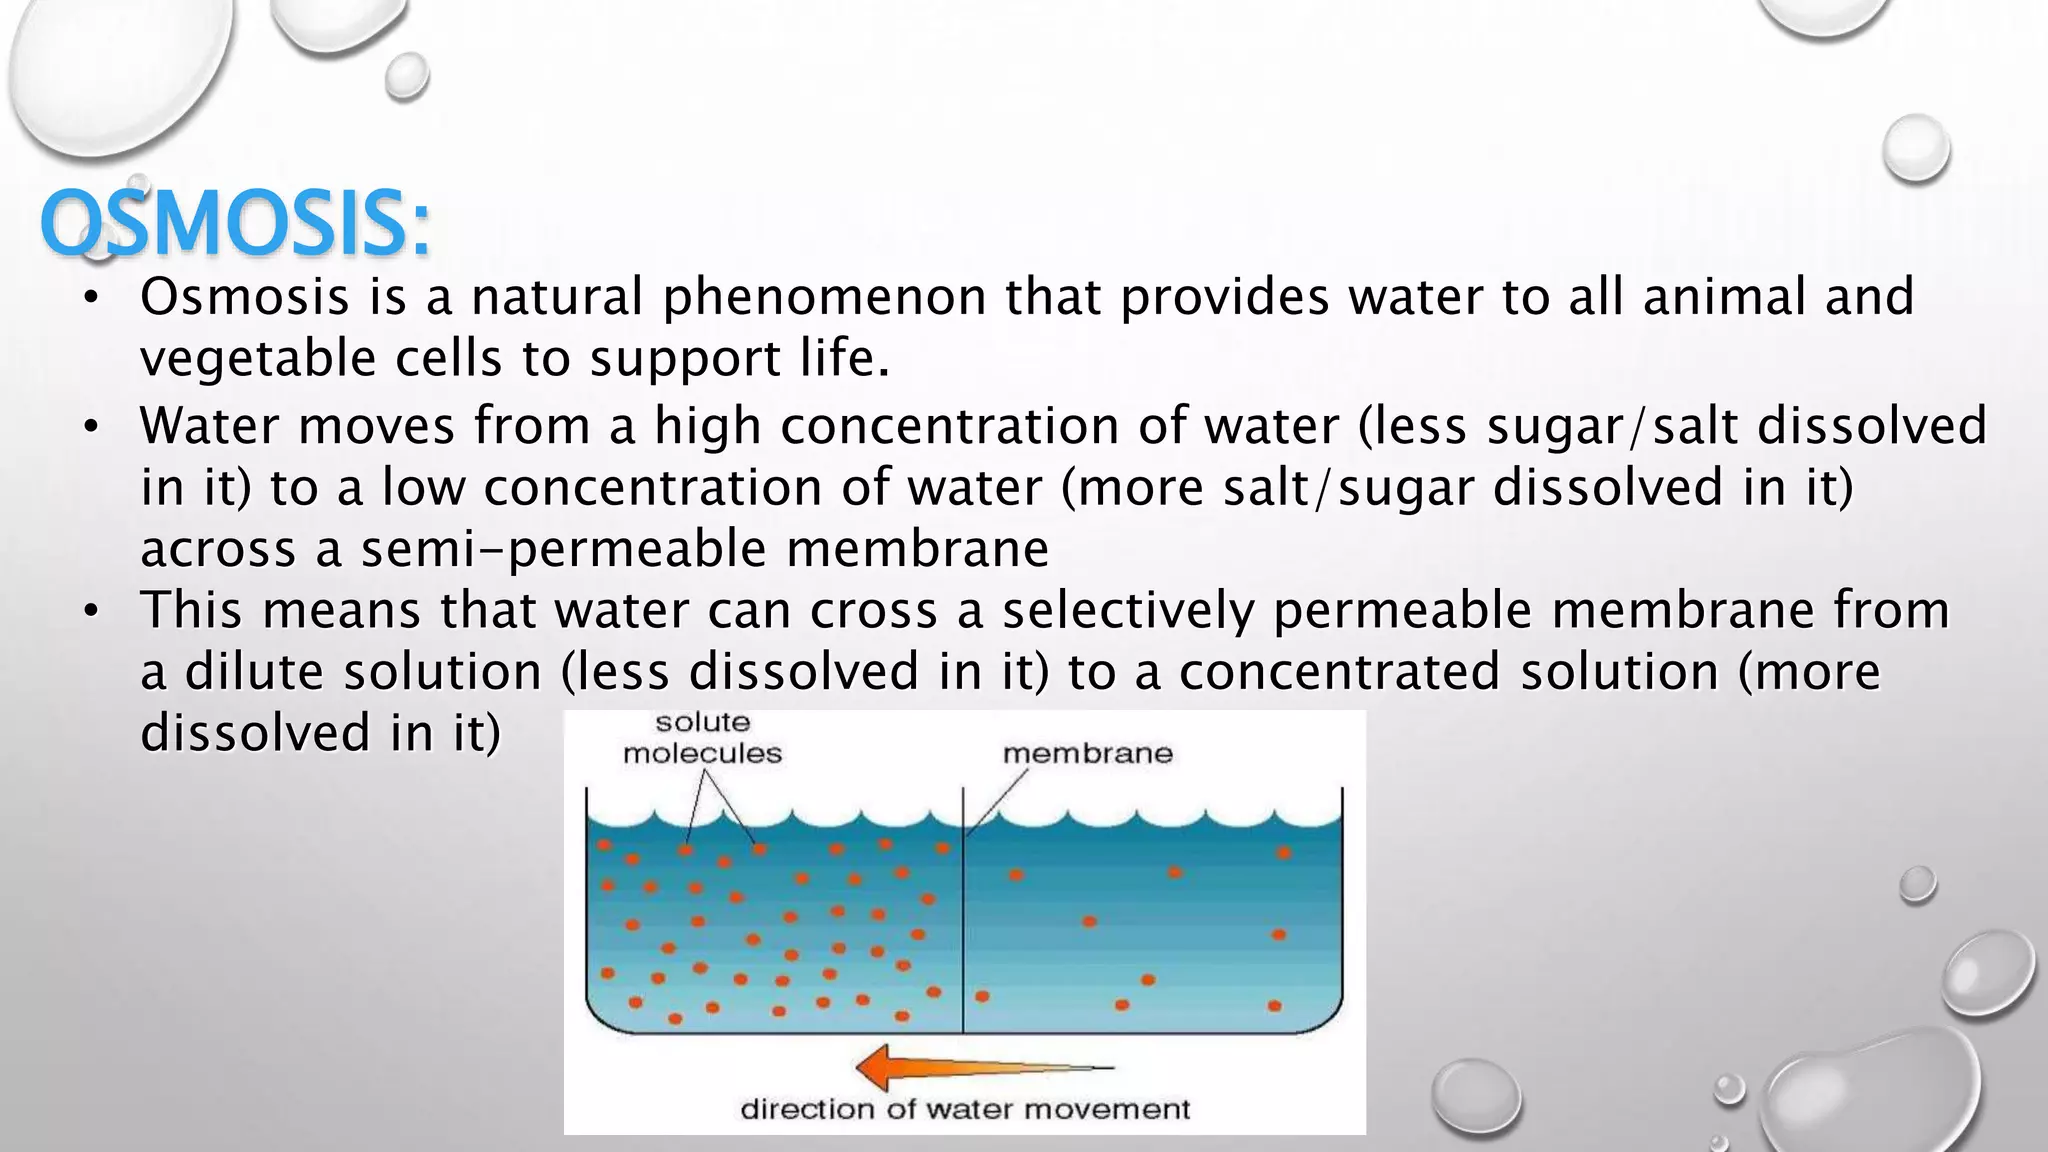 OSMOSIS:
• Osmosis is a natural phenomenon that provides water to all animal and
vegetable cells to support life.
• Water moves from a high concentration of water (less sugar/salt dissolved
in it) to a low concentration of water (more salt/sugar dissolved in it)
across a semi-permeable membrane
• This means that water can cross a selectively permeable membrane from
a dilute solution (less dissolved in it) to a concentrated solution (more
dissolved in it)
solute
molecules
membrane
direction of water movement